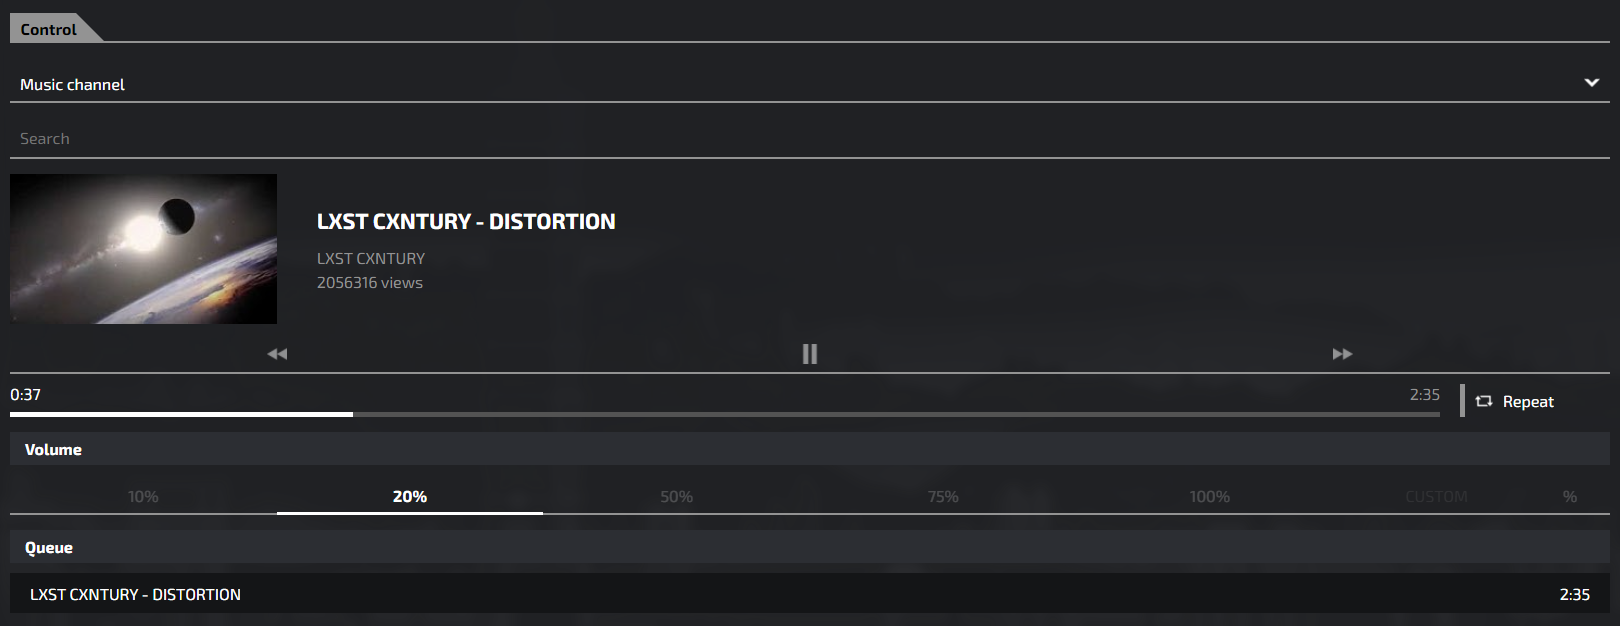 Control
Music channel
Search
LXST CXNTURY - DISTORTION
LXST CXNTURY
2056316 views
0:37 2:35 Repeat
Volume
10% 20% 50% 75% 100% CUSTOM %
Queue
LXST CXNTURY - DISTORTION 2:35